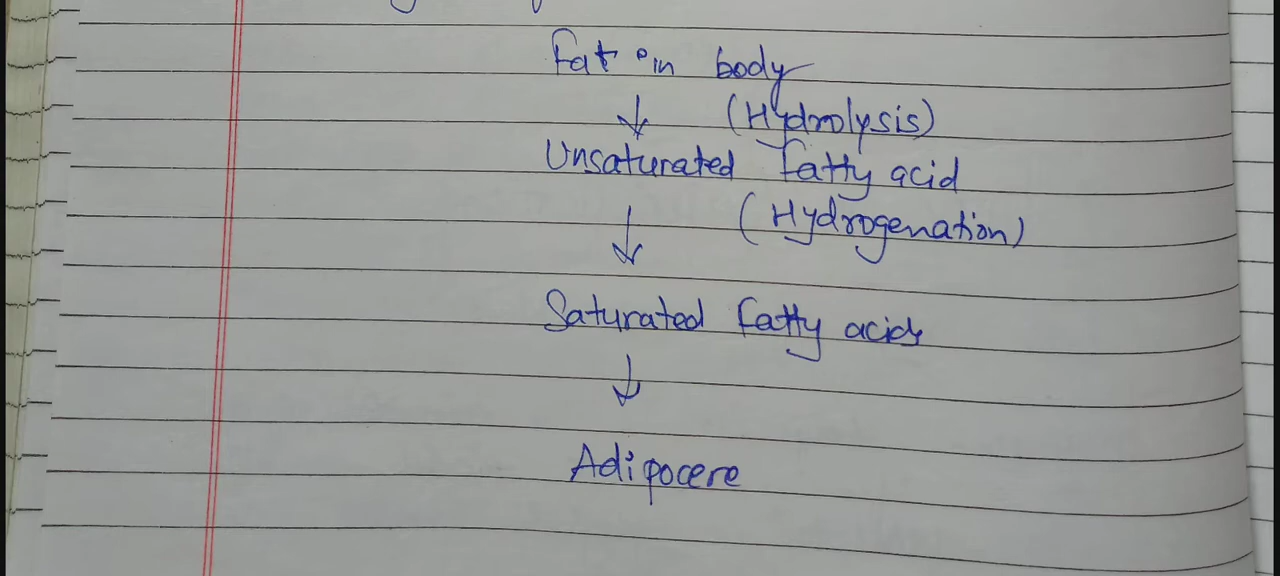 Fat in body
(Hydrolysis)
Unsaturated fatty acid
(Hydrogenation)
Saturated fatty acids
Adipocere